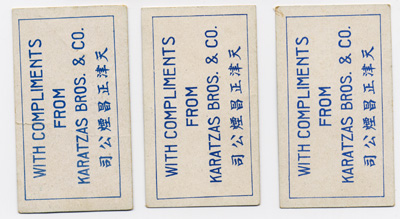 WITH COMPLIMENTS
FROM
KARATZAS BROS. & CO.
天津正昌煙公司
WITH COMPLIMENTS
FROM
KARATZAS BROS. & CO.
天津正昌煙公司
WITH COMPLIMENTS
FROM
KARATZAS BROS. & CO.
天津正昌煙公司